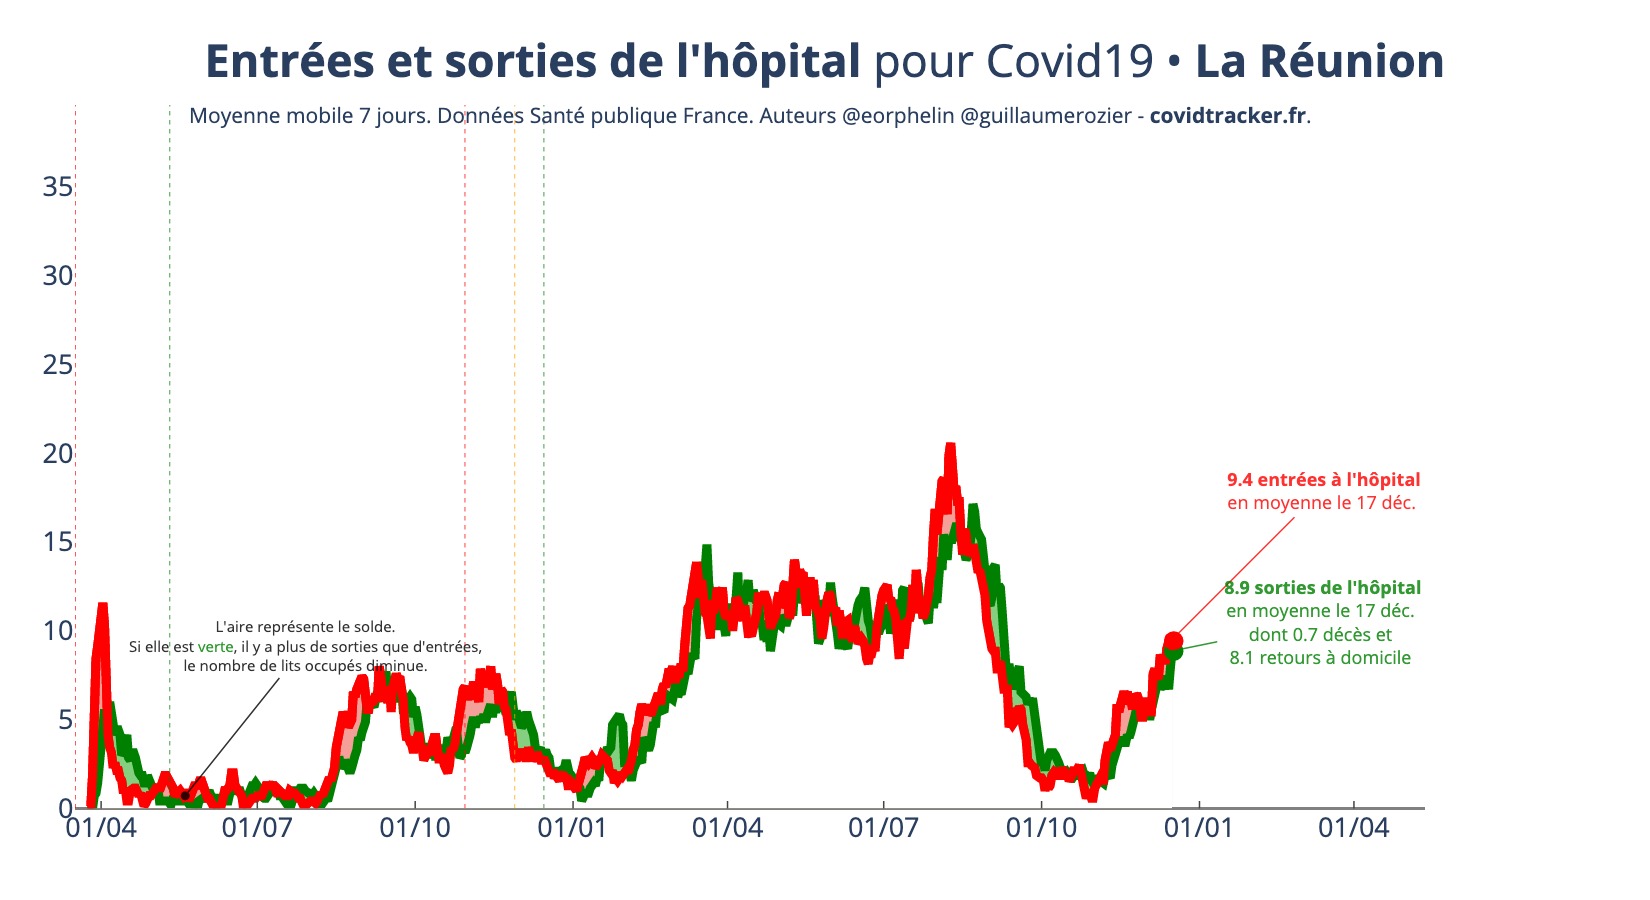 Entrées et sorties de l'hôpital pour Covid19 • La Réunion
Moyenne mobile 7 jours. Données Santé publique France. Auteurs @eorphelin @guillaumerozier - covidtracker.fr.
35
30
25
20
15
10
5
0
9.4 entrées à l'hôpital
en moyenne le 17 déc.
8.9 sorties de l'hôpital
en moyenne le 17 déc.
dont 0.7 décès et
8.1 retours à domicile
L'aire représente le solde.
Si elle est verte, il y a plus de sorties que d'entrées,
le nombre de lits occupés diminue.
01/04 01/07 01/10 01/01 01/04 01/07 01/10 01/01 01/04